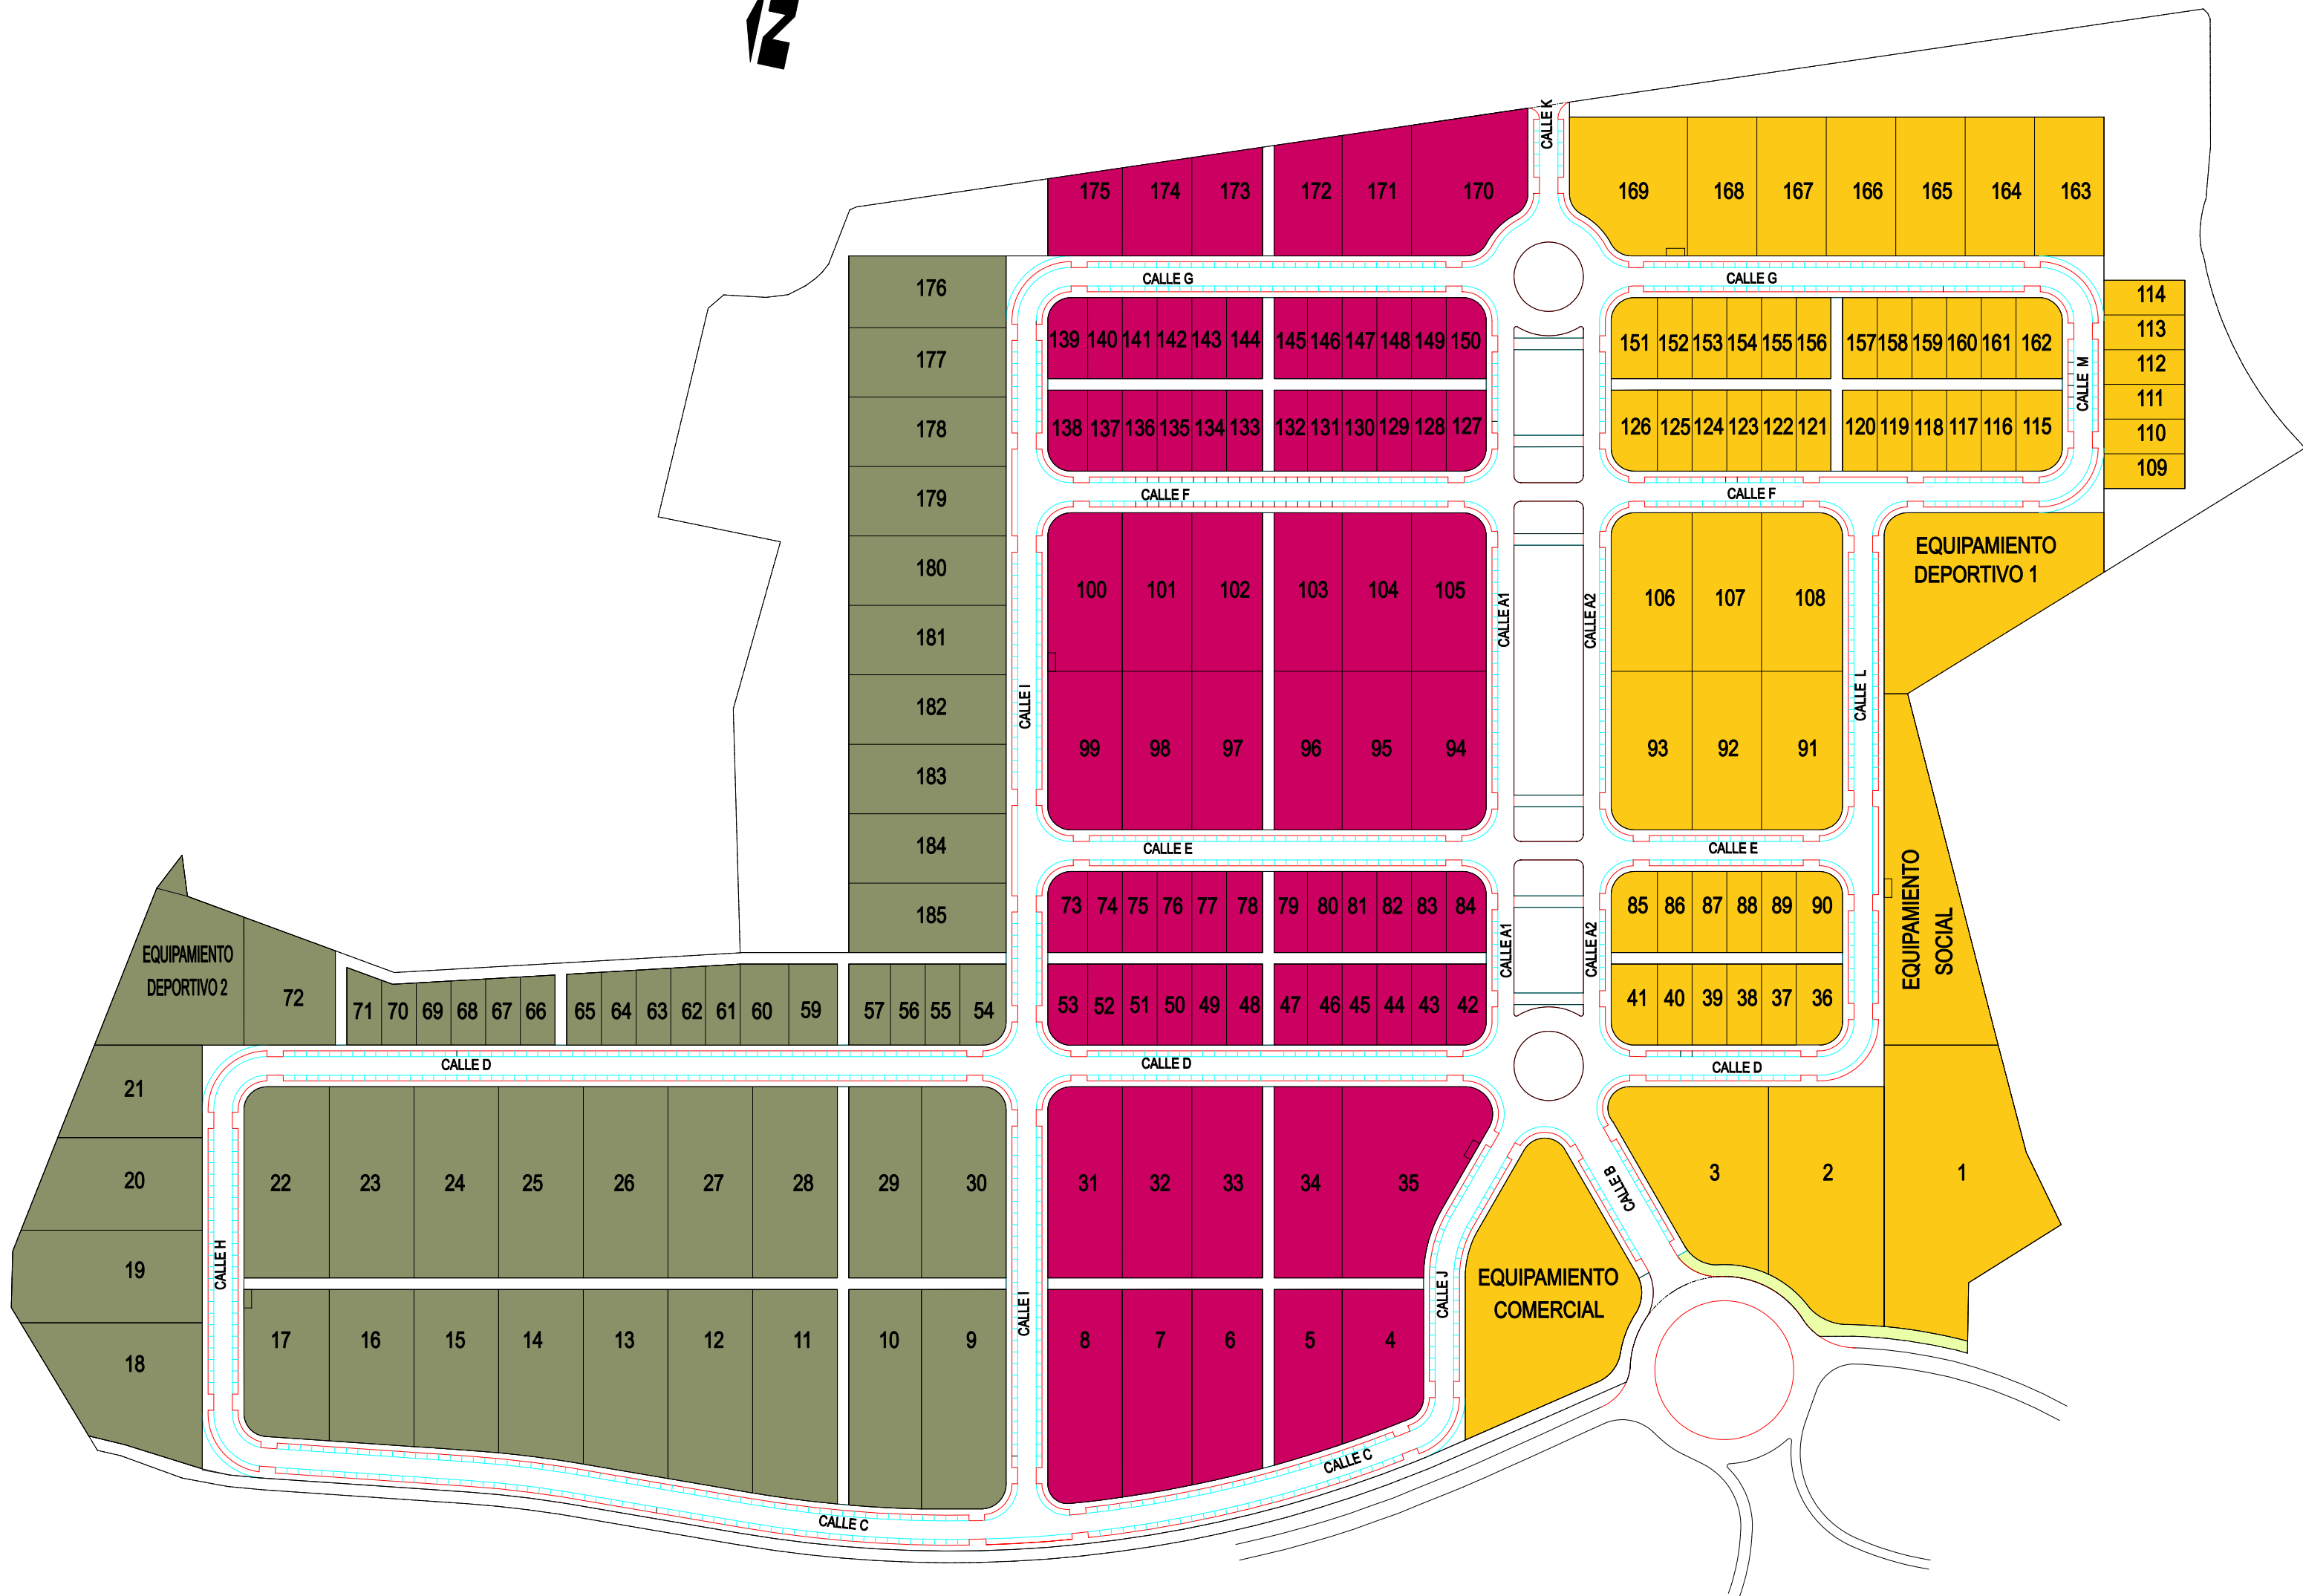 N
CALLE K
175 174 173 172 171 170 169 168 167 166 165 164 163
CALLE G CALLE G
176
114
113
112
111
110
109
139 140 141 142 143 144 145 146 147 148 149 150 151 152 153 154 155 156 157 158 159 160 161 162
177
CALLE M
138 137 136 135 134 133 132 131 130 129 128 127 126 125 124 123 122 121 120 119 118 117 116 115
178
CALLE F CALLE F
179
EQUIPAMIENTO
DEPORTIVO 1
180
100 101 102 103 104 105 106 107 108
CALLE A1 CALLE A2
181
CALLE I CALLE L
182
99 98 97 96 95 94 93 92 91
183
CALLE E CALLE E
184
EQUIPAMIENTO
SOCIAL
185
73 74 75 76 77 78 79 80 81 82 83 84 85 86 87 88 89 90
CALLE A1 CALLE A2
EQUIPAMIENTO
DEPORTIVO 2
72 71 70 69 68 67 66 65 64 63 62 61 60 59 57 56 55 54 53 52 51 50 49 48 47 46 45 44 43 42 41 40 39 38 37 36
CALLE D CALLE D CALLE D
21
20
19
18
22 23 24 25 26 27 28 29 30 31 32 33 34 35 3 2 1
CALLE B
CALLE H CALLE I CALLE J
EQUIPAMIENTO
COMERCIAL
17 16 15 14 13 12 11 10 9 8 7 6 5 4
CALLE C
CALLE C